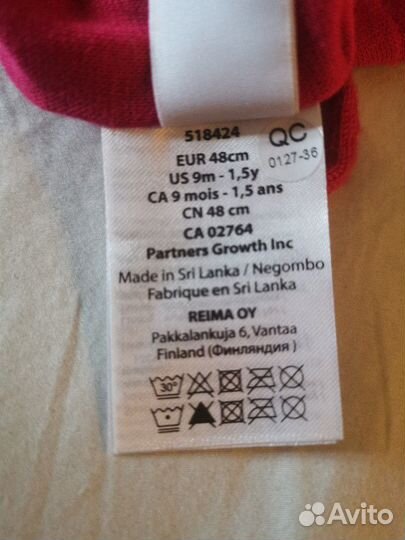 518424
QC
0127-36
EUR 48cm
US 9m - 1,5y
CA 9 mois - 1,5 ans
CN 48 cm
CA 02764
Partners Growth Inc
Made in Sri Lanka / Negombo
Fabrique en Sri Lanka
REIMA OY
Pakkalankuja 6, Vantaa
Finland (Финляндия )
30°
Avito